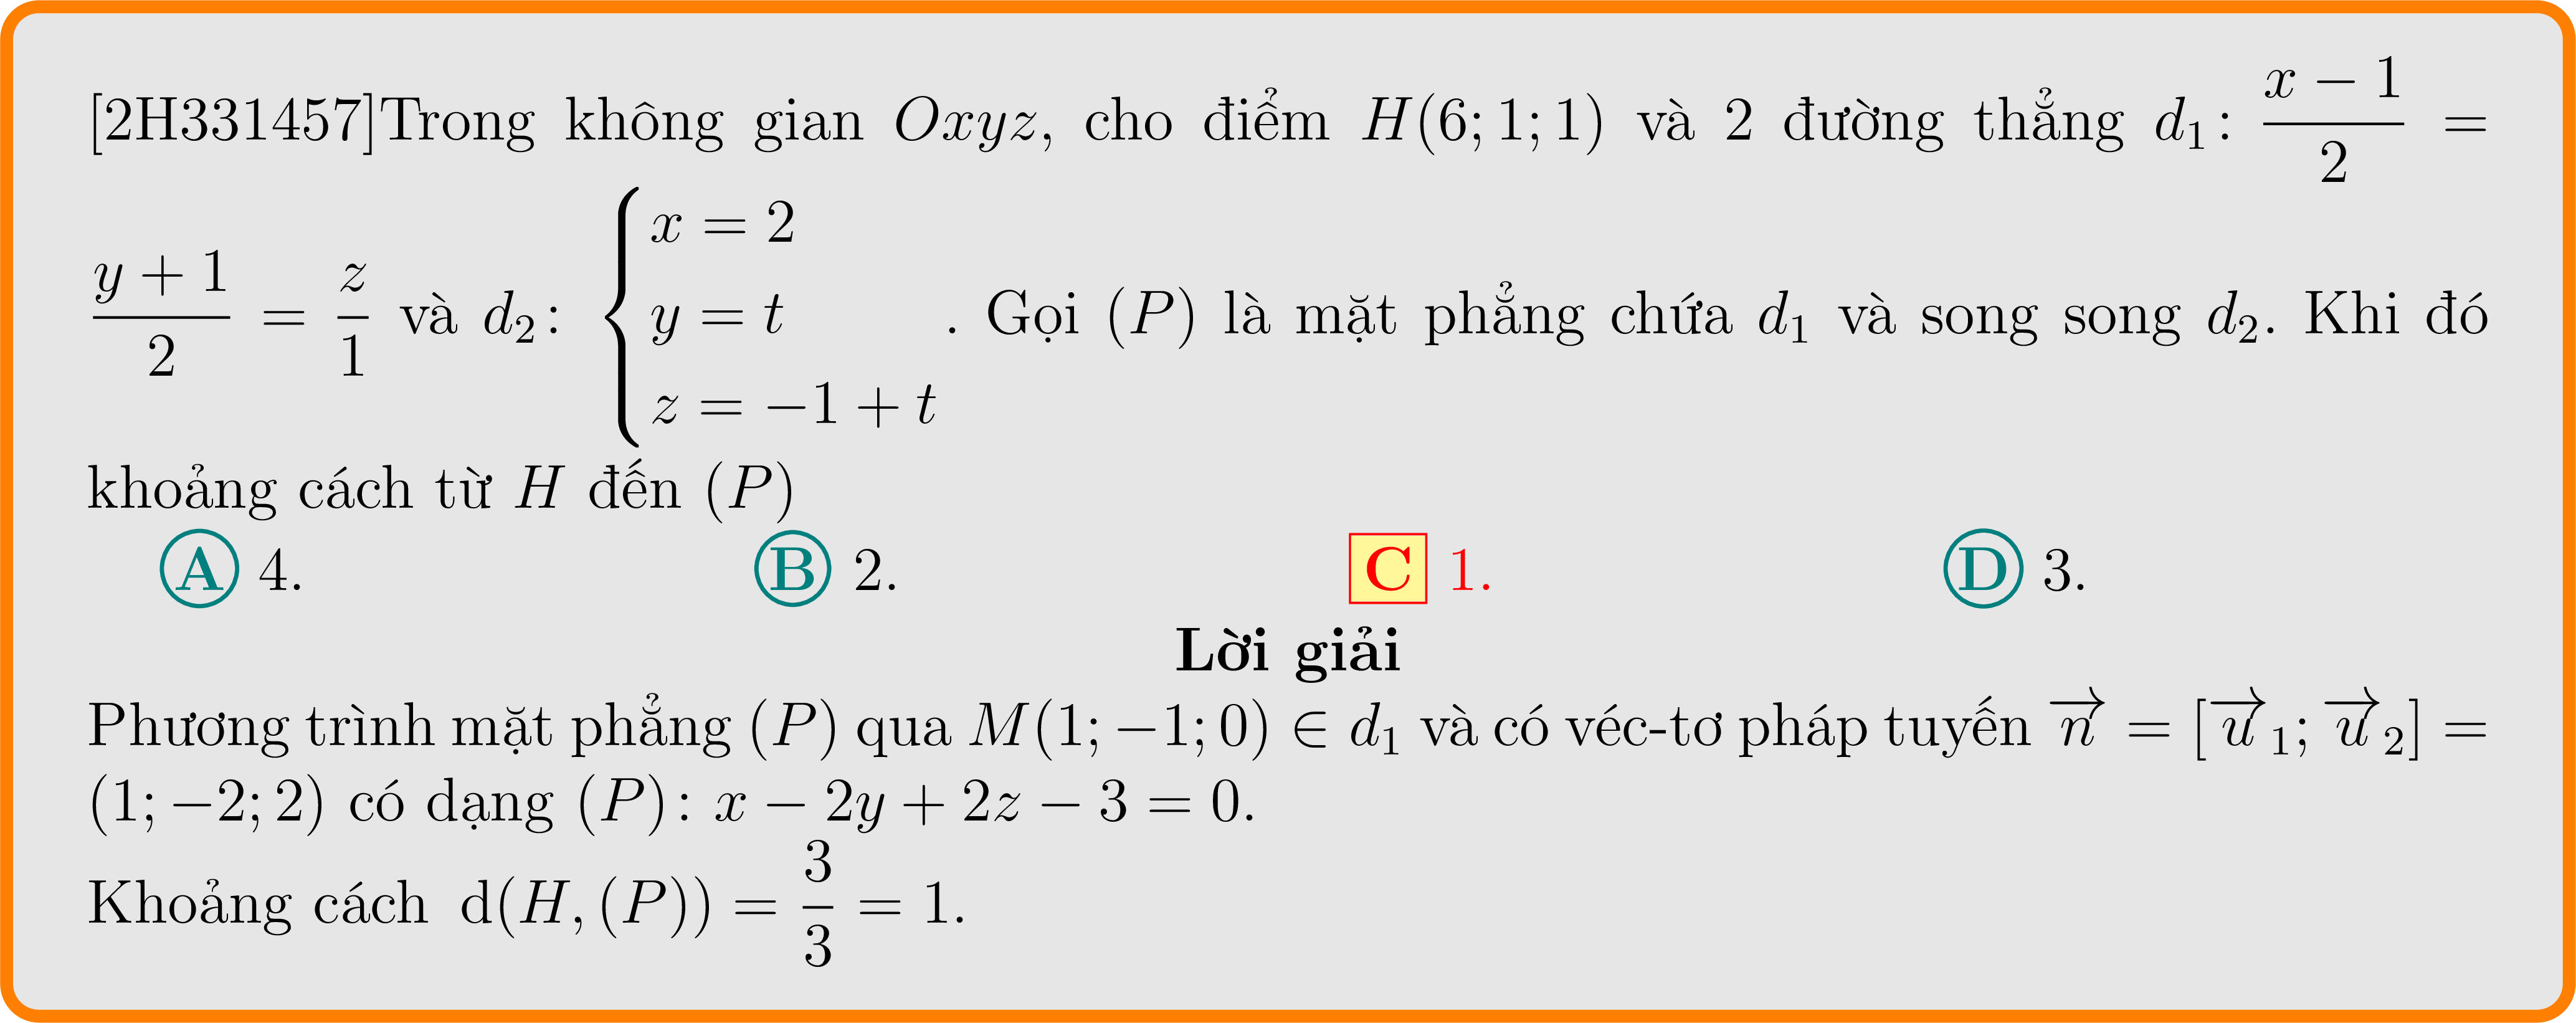 [2H331457]Trong không gian $Oxyz$, cho điểm $H(6;1;1)$ và 2 đường thẳng $d_1\colon \dfrac{x-1}{2} =$
$\dfrac{y+1}{2} = \dfrac{z}{1}$ và $d_2\colon \begin{cases} x = 2 \\ y = t \\ z = -1 + t \end{cases}$. Gọi $(P)$ là mặt phẳng chứa $d_1$ và song song $d_2$. Khi đó
khoảng cách từ $H$ đến $(P)$
A 4. B 2. C 1. D 3.
Lời giải
Phương trình mặt phẳng $(P)$ qua $M(1;-1;0) \in d_1$ và có véc-tơ pháp tuyến $\overrightarrow{n} = [\overrightarrow{u}_1; \overrightarrow{u}_2] =$
$(1;-2;2)$ có dạng $(P)\colon x - 2y + 2z - 3 = 0$.
Khoảng cách $\mathrm{d}(H,(P)) = \dfrac{3}{3} = 1$.